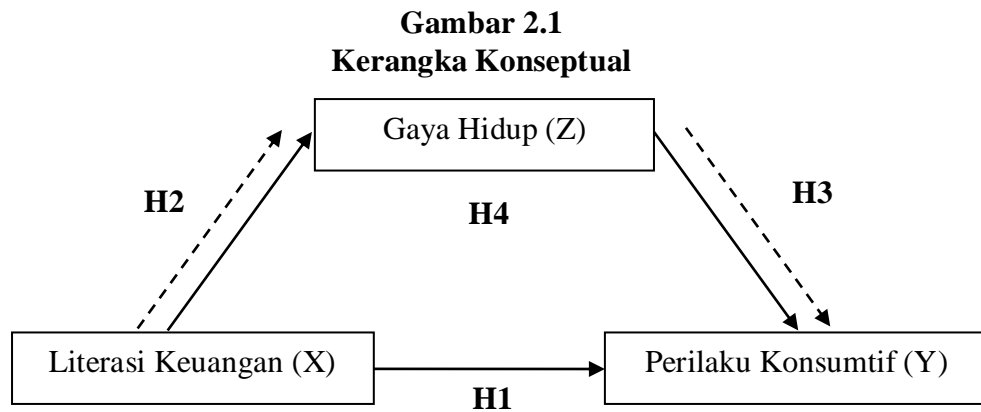 Gambar 2.1
Kerangka Konseptual
Gaya Hidup (Z)
H2
H4
H3
Literasi Keuangan (X)
Perilaku Konsumtif (Y)
H1